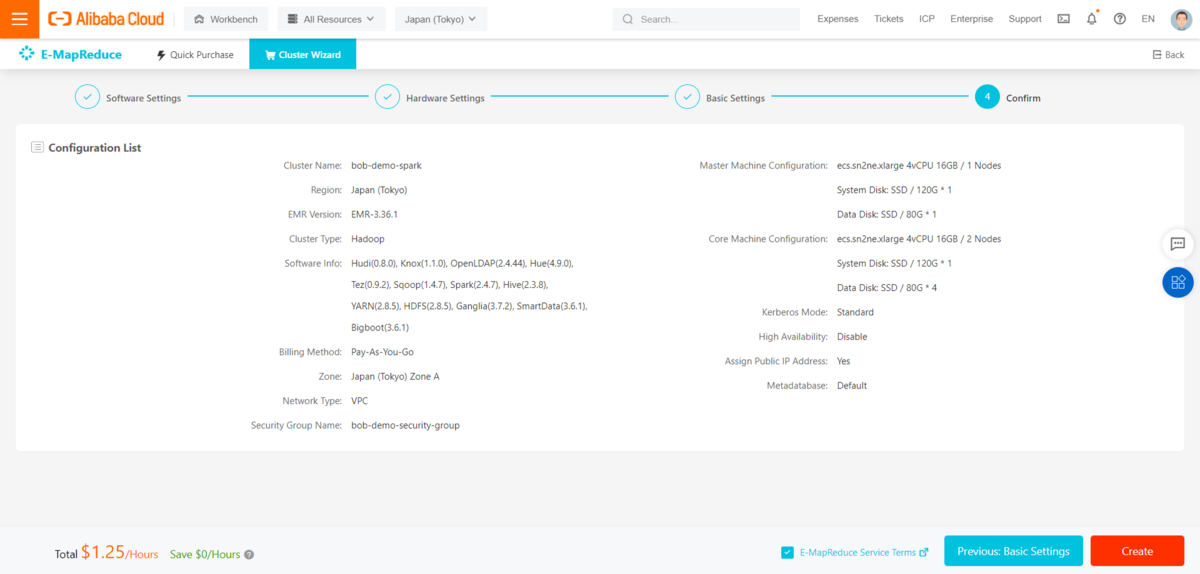 Alibaba Cloud Workbench All Resources Japan (Tokyo) Search... Expenses Tickets ICP Enterprise Support EN
E-MapReduce Quick Purchase Cluster Wizard Back
Software Settings Hardware Settings Basic Settings 4 Confirm
Configuration List
Cluster Name: bob-demo-spark
Region: Japan (Tokyo)
EMR Version: EMR-3.36.1
Cluster Type: Hadoop
Software Info: Hudi(0.8.0), Knox(1.1.0), OpenLDAP(2.4.44), Hue(4.9.0),
Tez(0.9.2), Sqoop(1.4.7), Spark(2.4.7), Hive(2.3.8),
YARN(2.8.5), HDFS(2.8.5), Ganglia(3.7.2), SmartData(3.6.1),
Bigboot(3.6.1)
Billing Method: Pay-As-You-Go
Zone: Japan (Tokyo) Zone A
Network Type: VPC
Security Group Name: bob-demo-security-group
Master Machine Configuration: ecs.sn2ne.xlarge 4vCPU 16GB / 1 Nodes
System Disk: SSD / 120G * 1
Data Disk: SSD / 80G * 1
Core Machine Configuration: ecs.sn2ne.xlarge 4vCPU 16GB / 2 Nodes
System Disk: SSD / 120G * 1
Data Disk: SSD / 80G * 4
Kerberos Mode: Standard
High Availability: Disable
Assign Public IP Address: Yes
Metadatabase: Default
Total $1.25/Hours Save $0/Hours E-MapReduce Service Terms Previous: Basic Settings Create